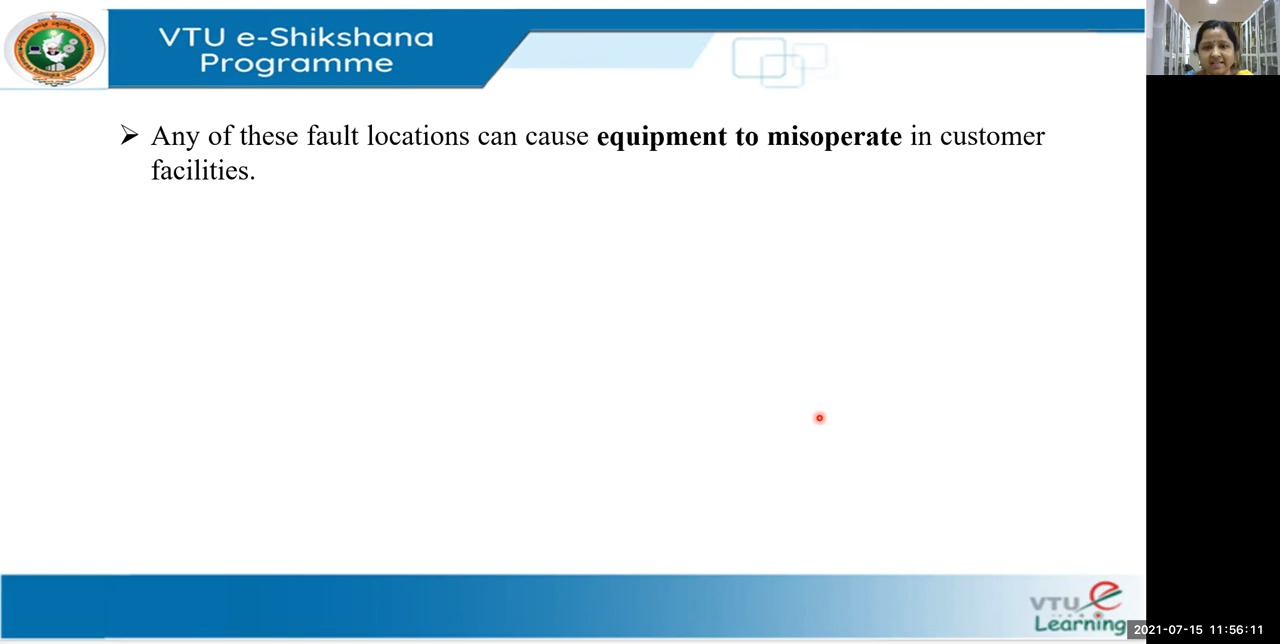 VTU e-Shikshana
Programme
➢ Any of these fault locations can cause equipment to misoperate in customer
facilities.
VTU e
Learning
2021-07-15 11:56:11